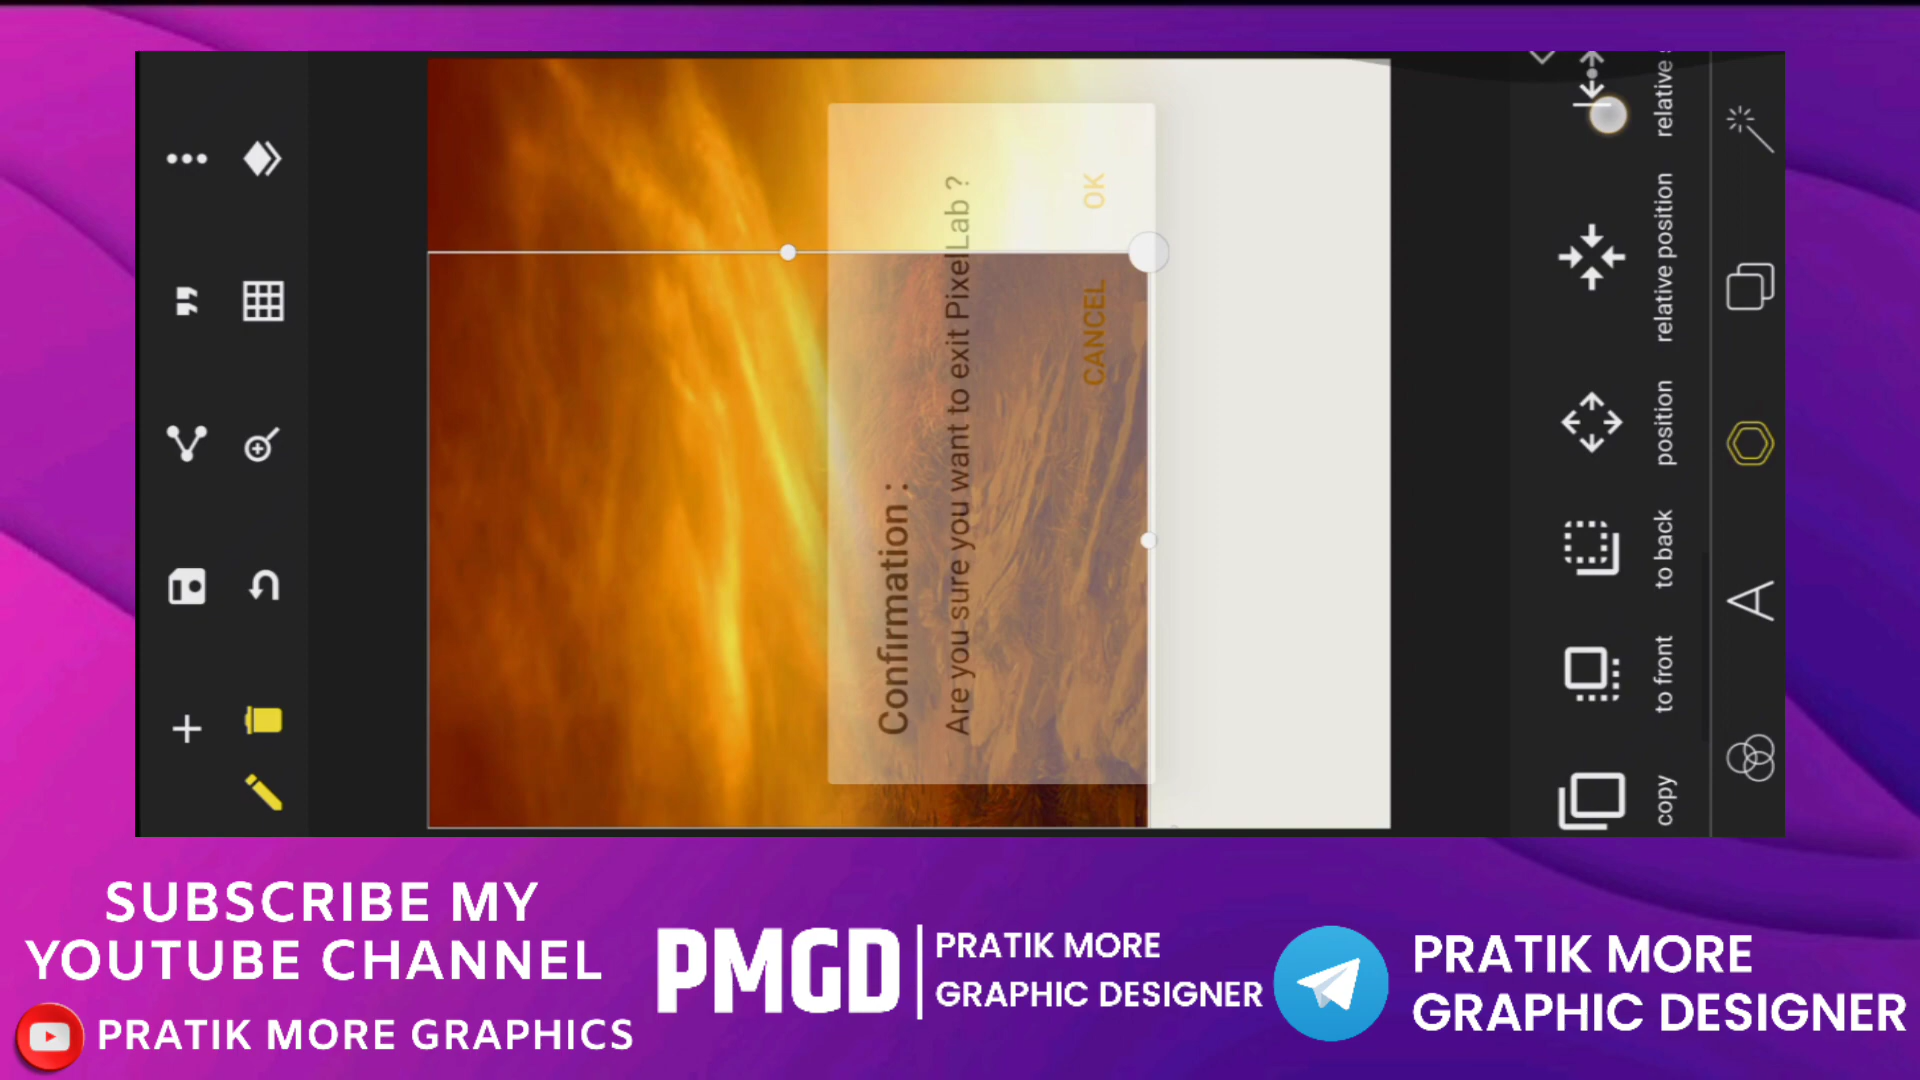 Confirmation :
Are you sure you want to exit PixelLab ?
CANCEL OK
copy
to front
to back
position
relative position
relative
SUBSCRIBE MY
YOUTUBE CHANNEL
PRATIK MORE GRAPHICS
PMGD
PRATIK MORE
GRAPHIC DESIGNER
PRATIK MORE
GRAPHIC DESIGNER